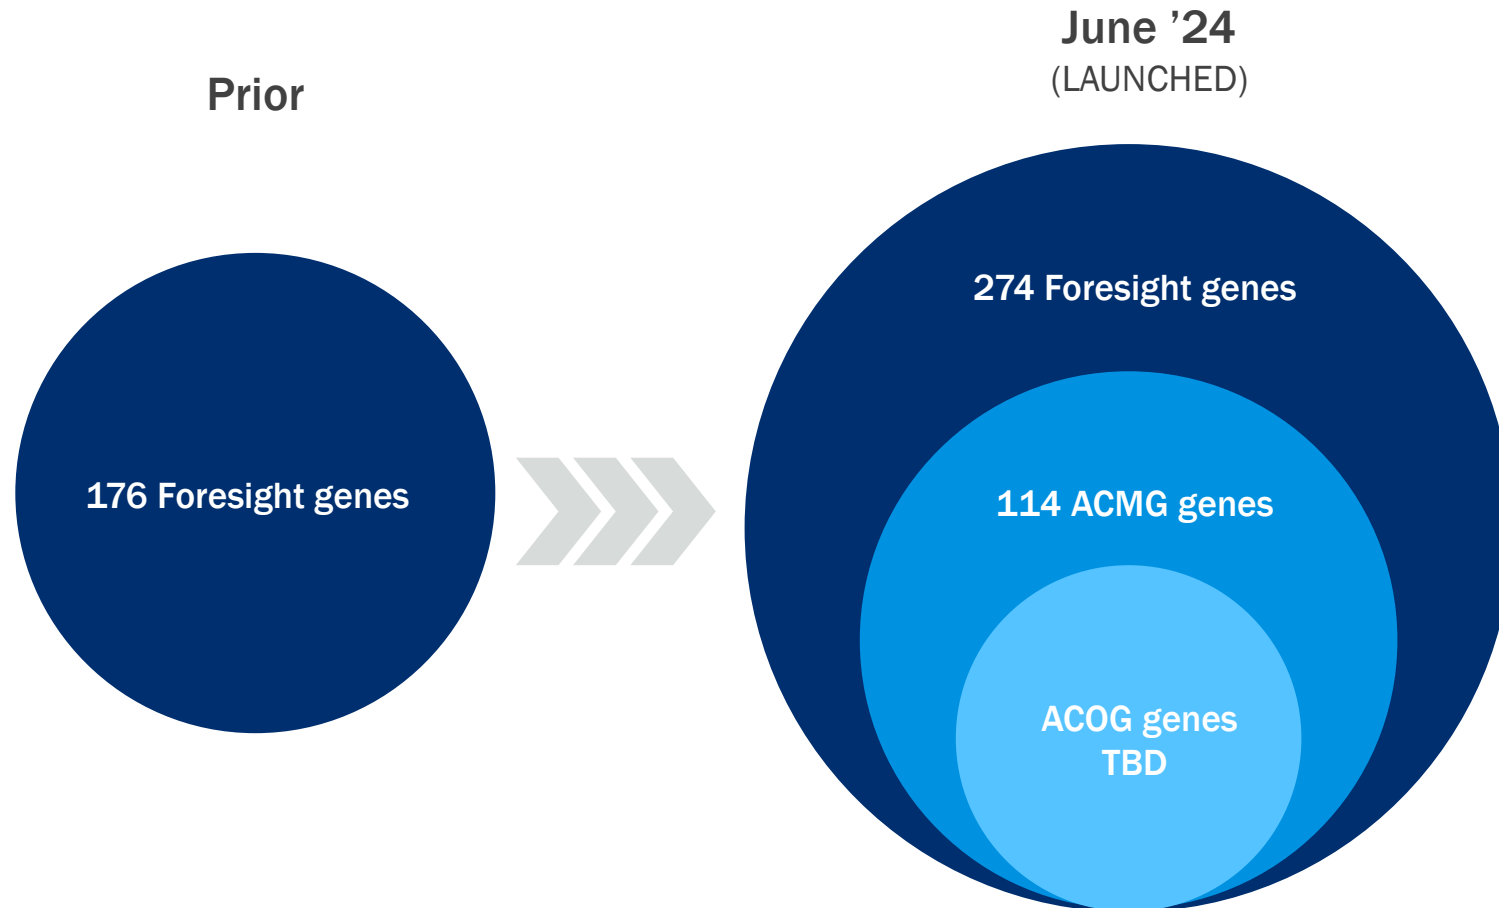 Prior
176 Foresight genes
June ’24
(LAUNCHED)
274 Foresight genes
114 ACMG genes
ACOG genes
TBD